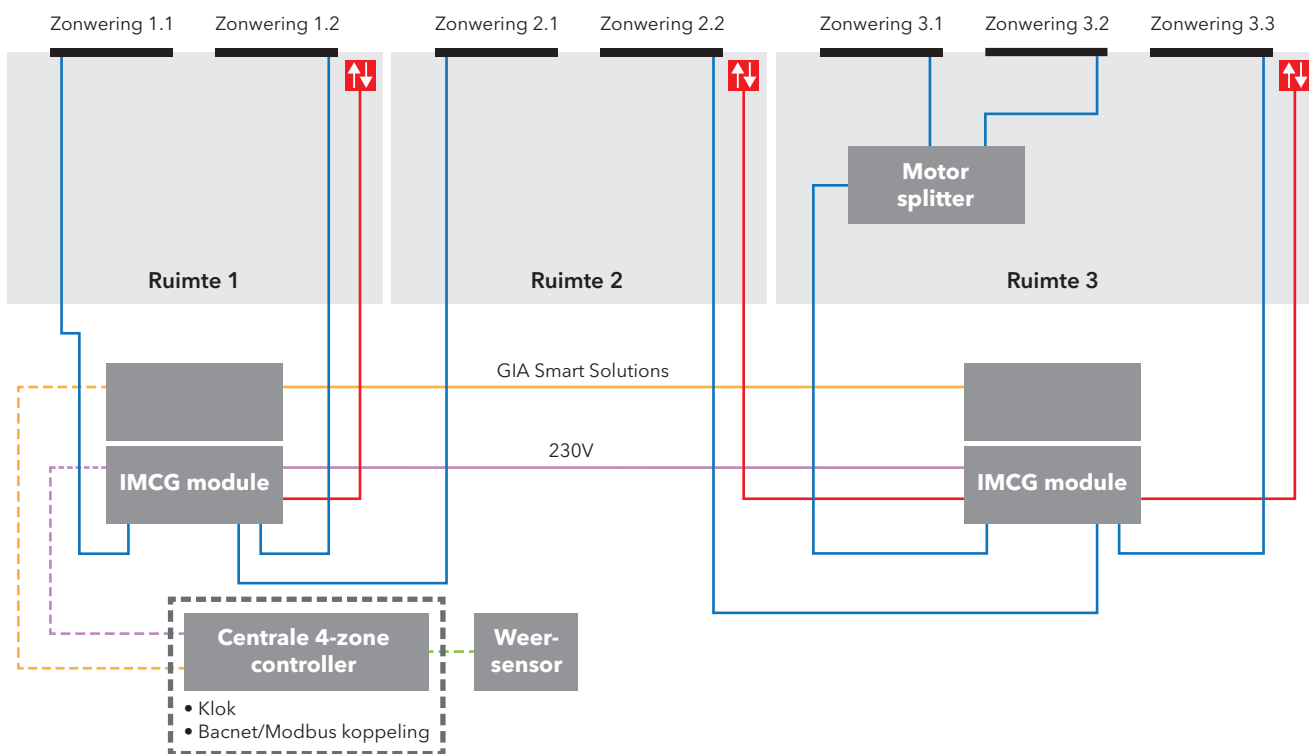 Zonwering 1.1
Zonwering 1.2
Zonwering 2.1
Zonwering 2.2
Zonwering 3.1
Zonwering 3.2
Zonwering 3.3
Motor
splitter
Ruimte 1
Ruimte 2
Ruimte 3
GIA Smart Solutions
230V
IMCG module
IMCG module
Centrale 4-zone
controller
Weer-
sensor
• Klok
• Bacnet/Modbus koppeling